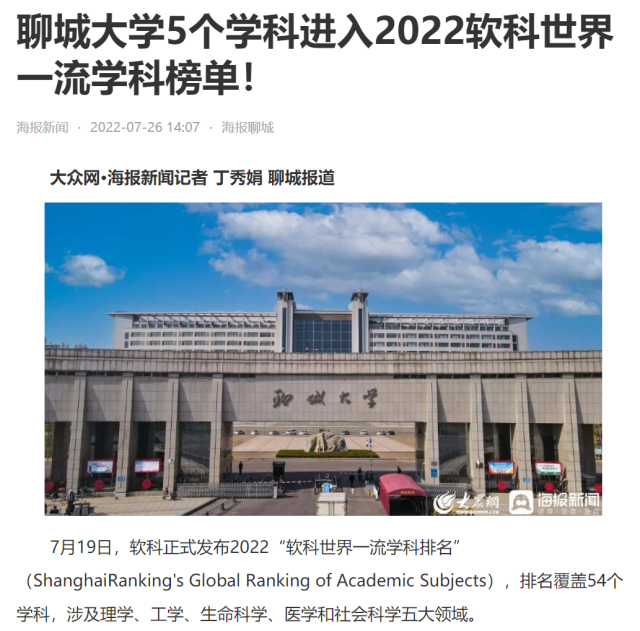 聊城大学5个学科进入2022软科世界
一流学科榜单！
海报新闻 · 2022-07-26 14:07 · 海报聊城
大众网•海报新闻记者 丁秀娟 聊城报道
聊城大学
大众网 海报新闻
7月19日，软科正式发布2022“软科世界一流学科排名”
（ShanghaiRanking's Global Ranking of Academic Subjects），排名覆盖54个
学科，涉及理学、工学、生命科学、医学和社会科学五大领域。